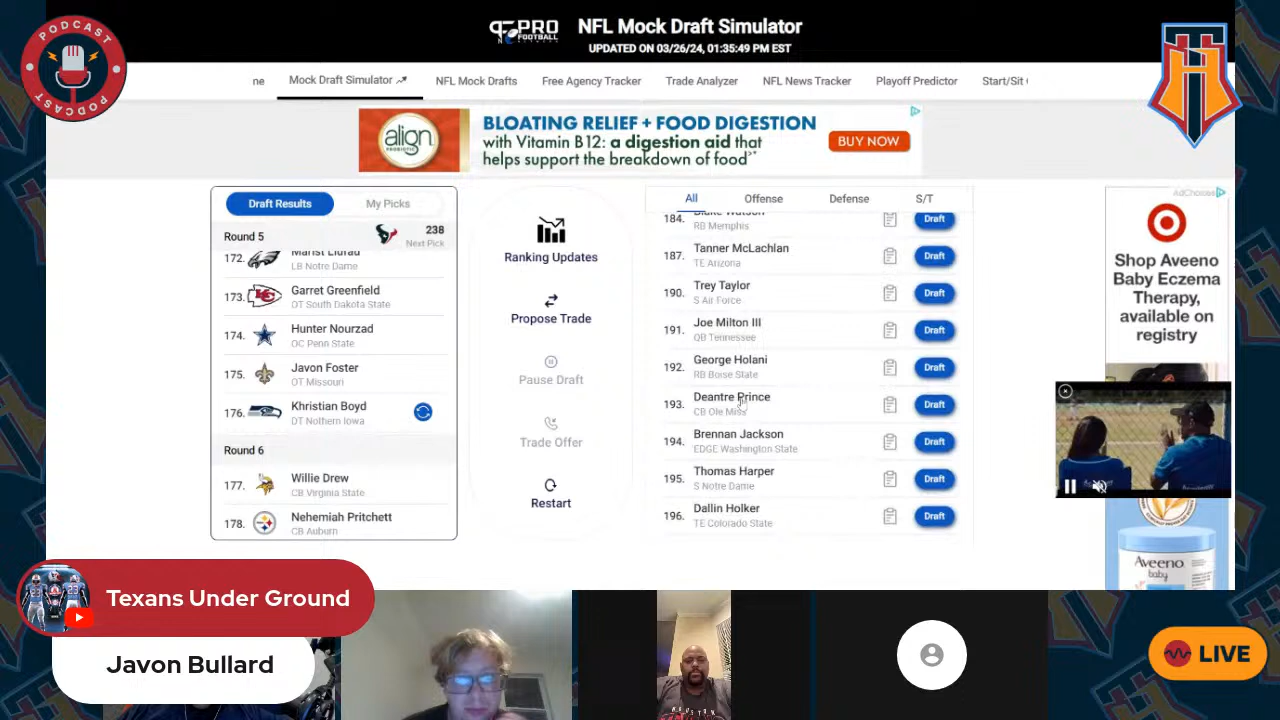 PODCAST
PODCAST
PRO
FOOTBALL
NFL Mock Draft Simulator
UPDATED ON 03/26/24, 01:35:49 PM EST
ne
Mock Draft Simulator
NFL Mock Drafts
Free Agency Tracker
Trade Analyzer
NFL News Tracker
Playoff Predictor
Start/Sit
align
PROBIOTIC
BLOATING RELIEF + FOOD DIGESTION
with Vitamin B12: a digestion aid that
helps support the breakdown of food
BUY NOW
Draft Results
My Picks
Round 5
238
Next Pick
172.
LB Notre Dame
173.
Garret Greenfield
OT South Dakota State
174.
Hunter Nourzad
OC Penn State
175.
Javon Foster
OT Missouri
176.
Khristian Boyd
DT Nothern Iowa
Round 6
177.
Willie Drew
CB Virginia State
178.
Nehemiah Pritchett
CB Auburn
Ranking Updates
Propose Trade
Pause Draft
Trade Offer
Restart
All
Offense
Defense
S/T
184.
Blake Watson
RB Memphis
Draft
187.
Tanner McLachlan
TE Arizona
Draft
190.
Trey Taylor
S Air Force
Draft
191.
Joe Milton III
QB Tennessee
Draft
192.
George Holani
RB Boise State
Draft
193.
Deantre Prince
CB Ole Miss
Draft
194.
Brennan Jackson
EDGE Washington State
Draft
195.
Thomas Harper
S Notre Dame
Draft
196.
Dallin Holker
TE Colorado State
Draft
AdChoices
Shop Aveeno
Baby Eczema
Therapy,
available on
registry
Aveeno
baby
Texans Under Ground
Javon Bullard
LIVE